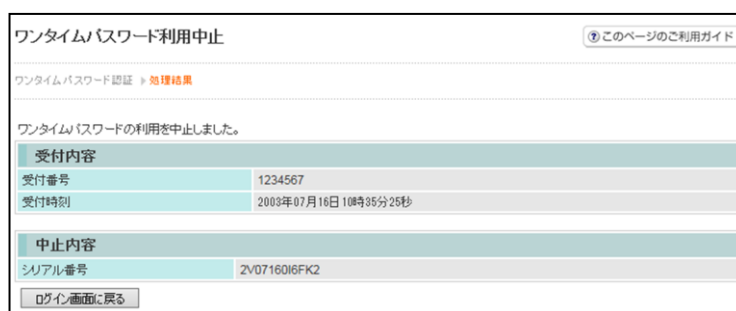 ワンタイムパスワード利用中止
? このページのご利用ガイド
ワンタイムパスワード認証 ▶ 処理結果
ワンタイムパスワードの利用を中止しました。
受付内容
受付番号 1234567
受付時刻 2003年07月16日10時35分25秒
中止内容
シリアル番号 2V07160I6FK2
ログイン画面に戻る